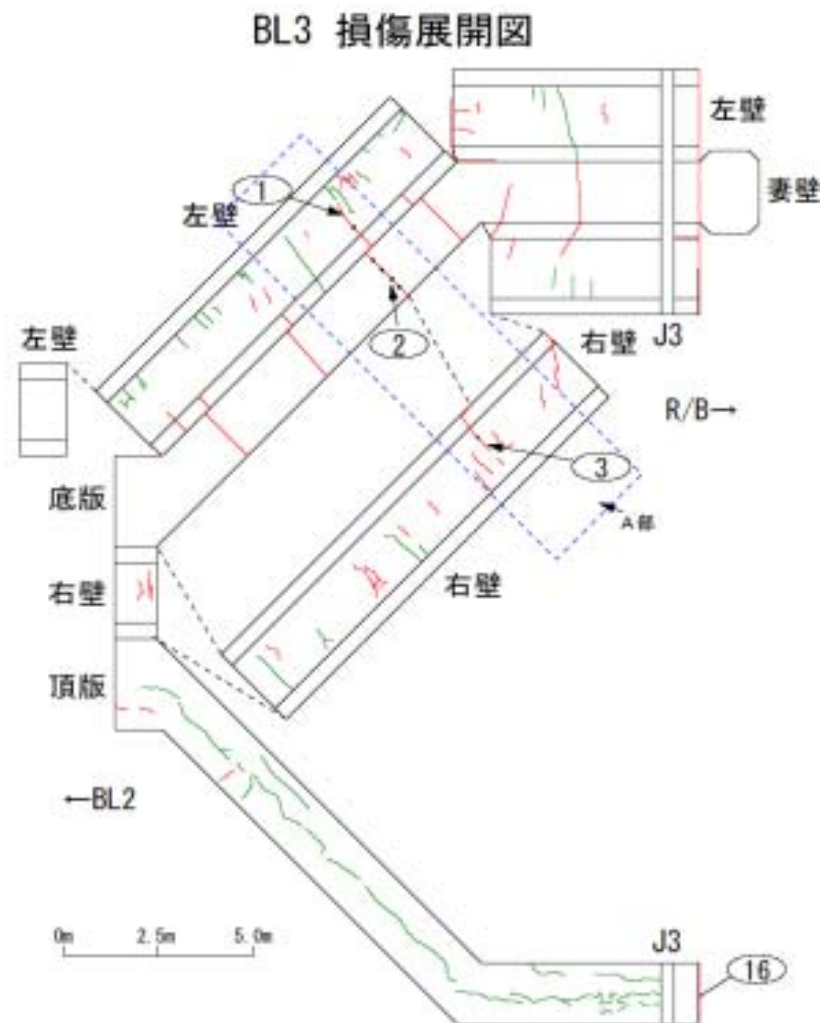 BL3 損傷展開図
左壁
妻壁
1
左壁
2
左壁
右壁
J3
R/B→
3
A部
底版
右壁
右壁
頂版
←BL2
0m 2.5m 5.0m
J3
16